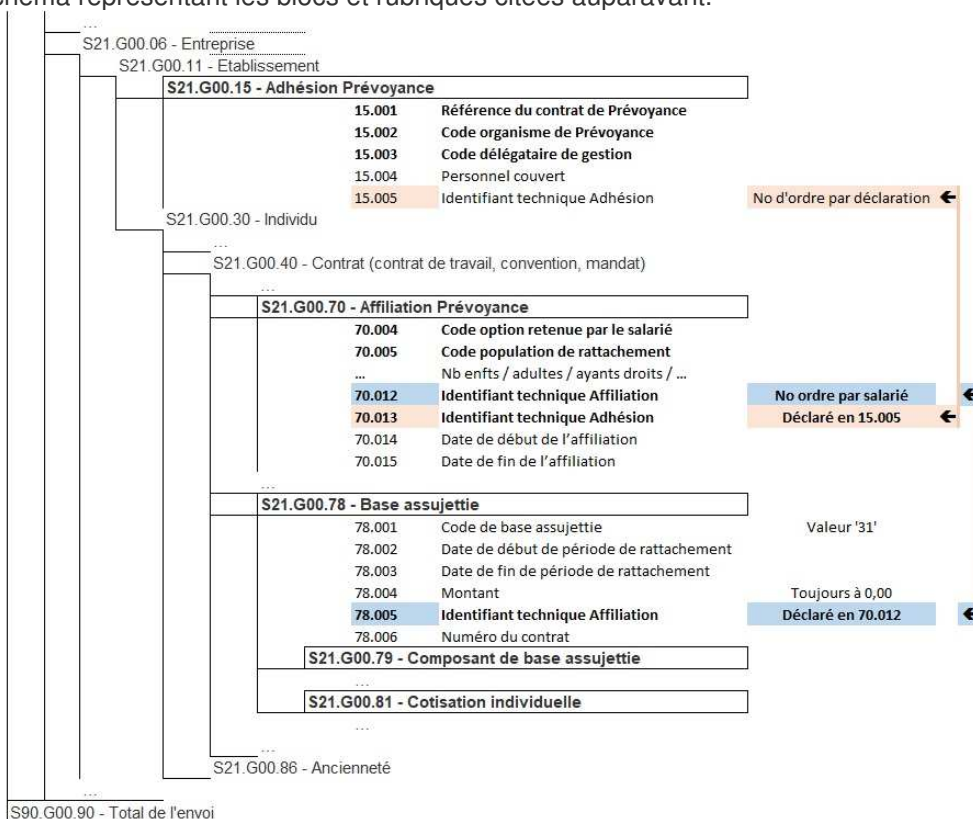 schéma représentant les blocs et rubriques citées auparavant.
...
S21.G00.06 - Entreprise
S21.G00.11 - Etablissement
S21.G00.15 - Adhésion Prévoyance
15.001 Référence du contrat de Prévoyance
15.002 Code organisme de Prévoyance
15.003 Code délégataire de gestion
15.004 Personnel couvert
15.005 Identifiant technique Adhésion No d'ordre par déclaration
S21.G00.30 - Individu
...
S21.G00.40 - Contrat (contrat de travail, convention, mandat)
...
S21.G00.70 - Affiliation Prévoyance
70.004 Code option retenue par le salarié
70.005 Code population de rattachement
... Nb enfts / adultes / ayants droits / ...
70.012 Identifiant technique Affiliation No ordre par salarié
70.013 Identifiant technique Adhésion Déclaré en 15.005
70.014 Date de début de l'affiliation
70.015 Date de fin de l'affiliation
...
S21.G00.78 - Base assujettie
78.001 Code de base assujettie Valeur '31'
78.002 Date de début de période de rattachement
78.003 Date de fin de période de rattachement
78.004 Montant Toujours à 0,00
78.005 Identifiant technique Affiliation Déclaré en 70.012
78.006 Numéro du contrat
S21.G00.79 - Composant de base assujettie
...
S21.G00.81 - Cotisation individuelle
...
...
S21.G00.86 - Ancienneté
...
S90.G00.90 - Total de l'envoi